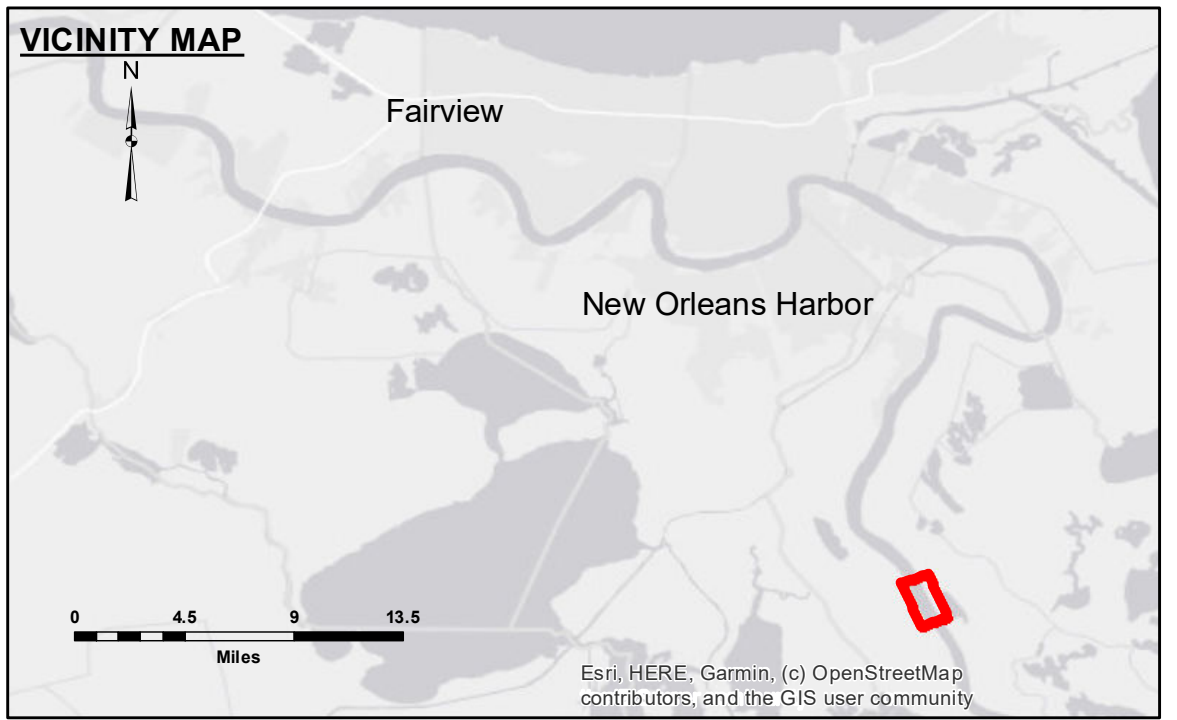 VICINITY MAP
N
Fairview
New Orleans Harbor
0 4.5 9 13.5
Miles
Esri, HERE, Garmin, (c) OpenStreetMap
contributors, and the GIS user community